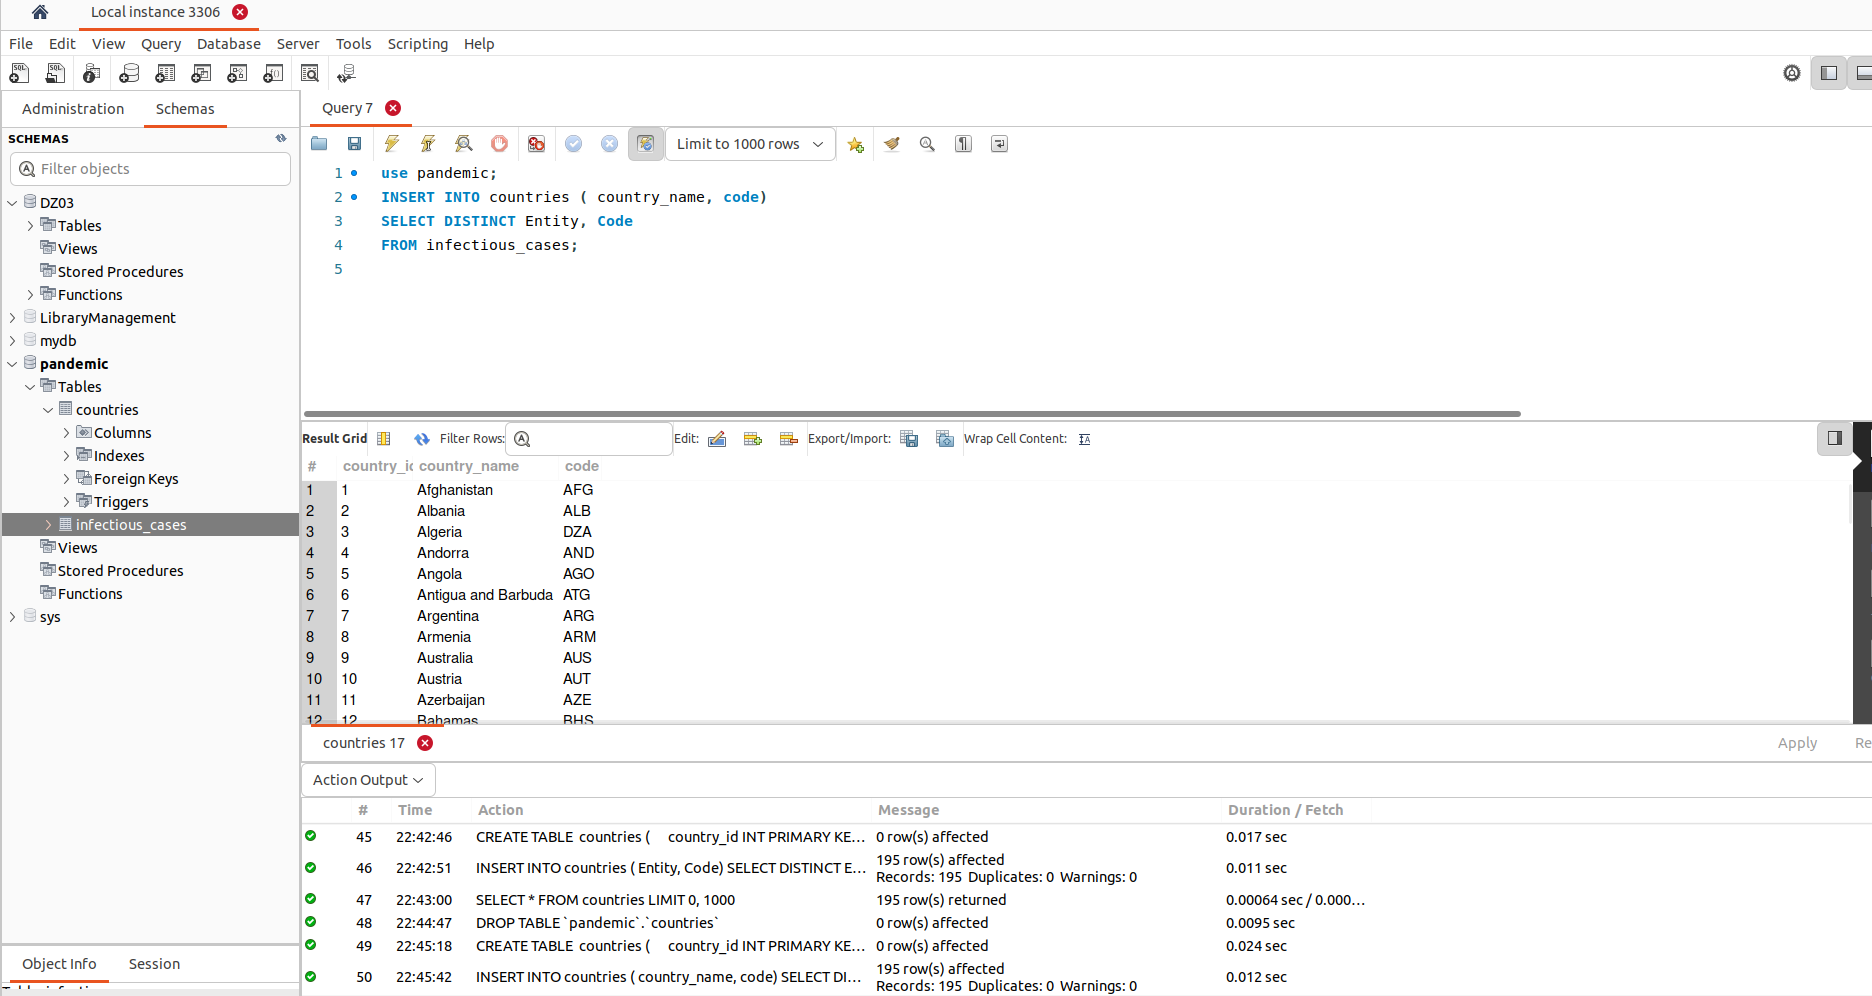 Local instance 3306
File Edit View Query Database Server Tools Scripting Help
Administration Schemas
SCHEMAS
Filter objects
DZ03
Tables
Views
Stored Procedures
Functions
LibraryManagement
mydb
pandemic
Tables
countries
Columns
Indexes
Foreign Keys
Triggers
infectious_cases
Views
Stored Procedures
Functions
sys
Object Info Session
Query 7
Limit to 1000 rows
1 use pandemic;
2 INSERT INTO countries ( country_name, code)
3 SELECT DISTINCT Entity, Code
4 FROM infectious_cases;
5
Result Grid Filter Rows: Edit: Export/Import: Wrap Cell Content:
# country_id country_name code
1 1 Afghanistan AFG
2 2 Albania ALB
3 3 Algeria DZA
4 4 Andorra AND
5 5 Angola AGO
6 6 Antigua and Barbuda ATG
7 7 Argentina ARG
8 8 Armenia ARM
9 9 Australia AUS
10 10 Austria AUT
11 11 Azerbaijan AZE
12 12 Bahamas BHS
countries 17 Apply Re
Action Output
# Time Action Message Duration / Fetch
45 22:42:46 CREATE TABLE countries ( country_id INT PRIMARY KE... 0 row(s) affected 0.017 sec
46 22:42:51 INSERT INTO countries ( Entity, Code) SELECT DISTINCT E... 195 row(s) affected 0.011 sec
Records: 195 Duplicates: 0 Warnings: 0
47 22:43:00 SELECT * FROM countries LIMIT 0, 1000 195 row(s) returned 0.00064 sec / 0.000...
48 22:44:47 DROP TABLE `pandemic`.`countries` 0 row(s) affected 0.0095 sec
49 22:45:18 CREATE TABLE countries ( country_id INT PRIMARY KE... 0 row(s) affected 0.024 sec
50 22:45:42 INSERT INTO countries ( country_name, code) SELECT DI... 195 row(s) affected 0.012 sec
Records: 195 Duplicates: 0 Warnings: 0